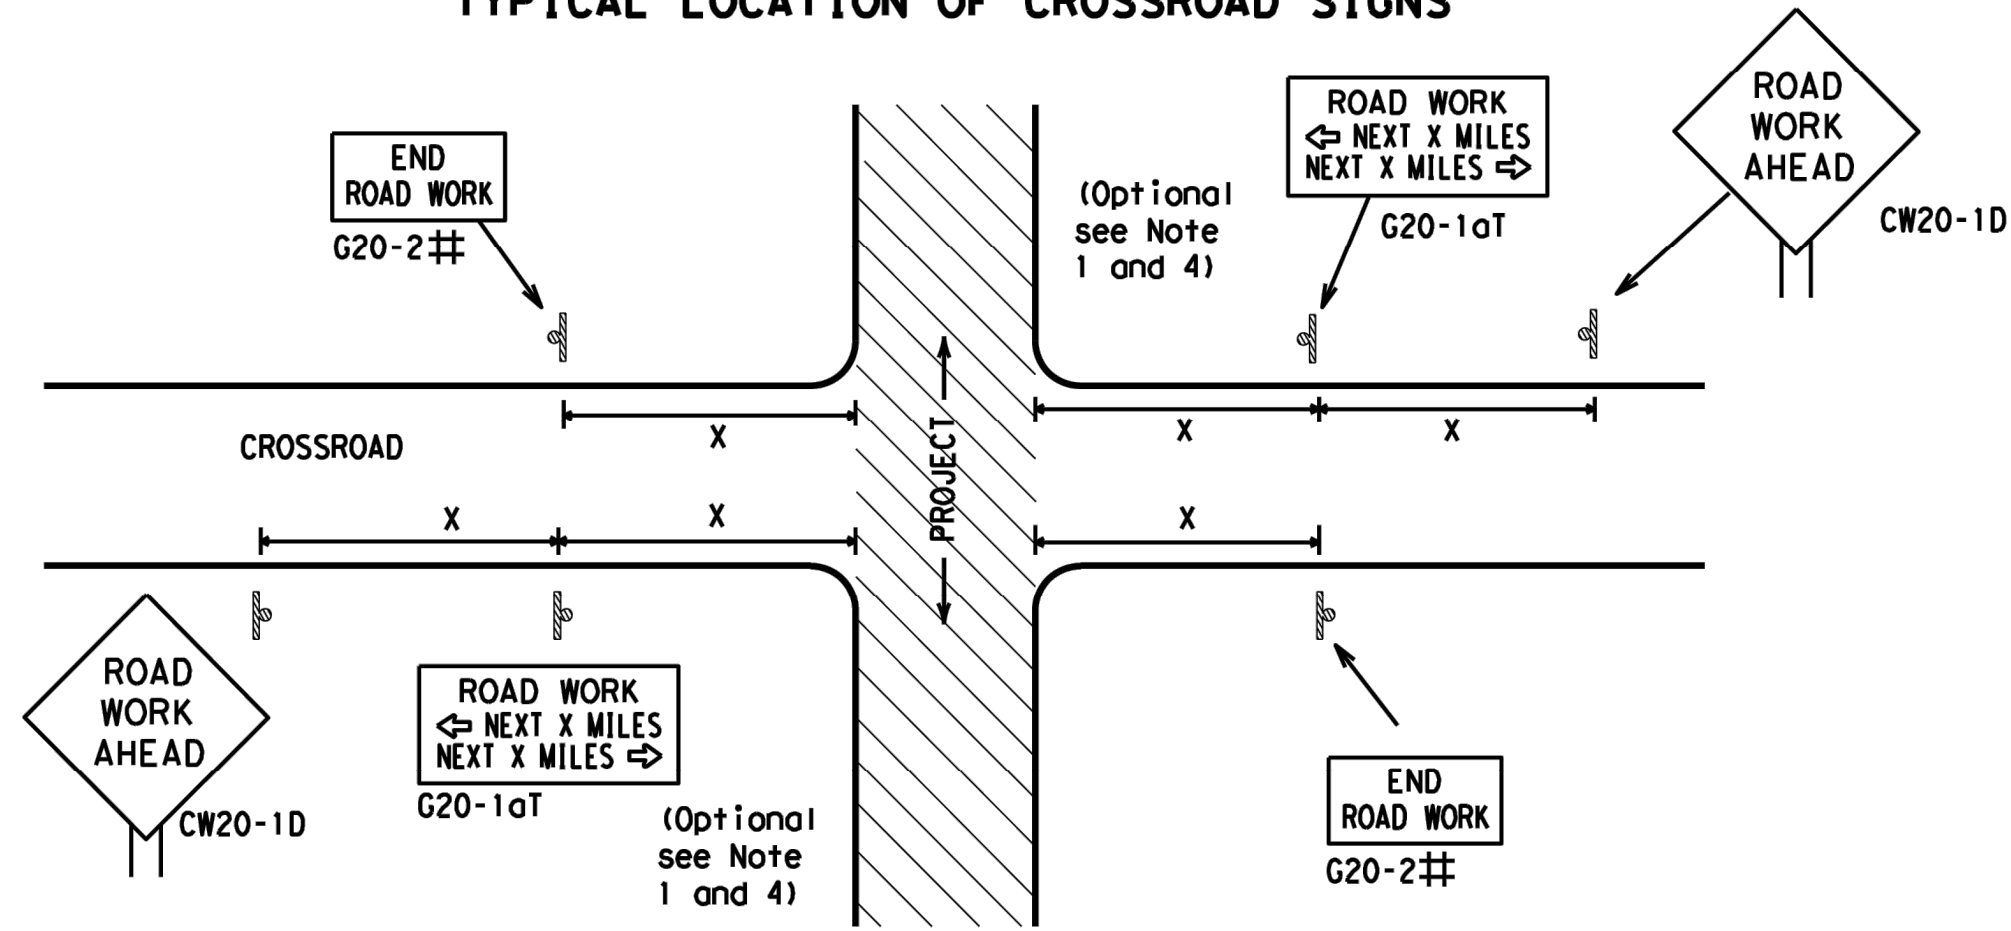 TYPICAL LOCATION OF CROSSROAD SIGNS
END
ROAD WORK
G20-2#
(Optional
see Note
1 and 4)
ROAD WORK
⇦ NEXT X MILES
NEXT X MILES ⇨
G20-1aT
ROAD
WORK
AHEAD
CW20-1D
CROSSROAD
X
X
X
PROJECT
X
X
X
ROAD
WORK
AHEAD
CW20-1D
ROAD WORK
⇦ NEXT X MILES
NEXT X MILES ⇨
G20-1aT
(Optional
see Note
1 and 4)
END
ROAD WORK
G20-2#